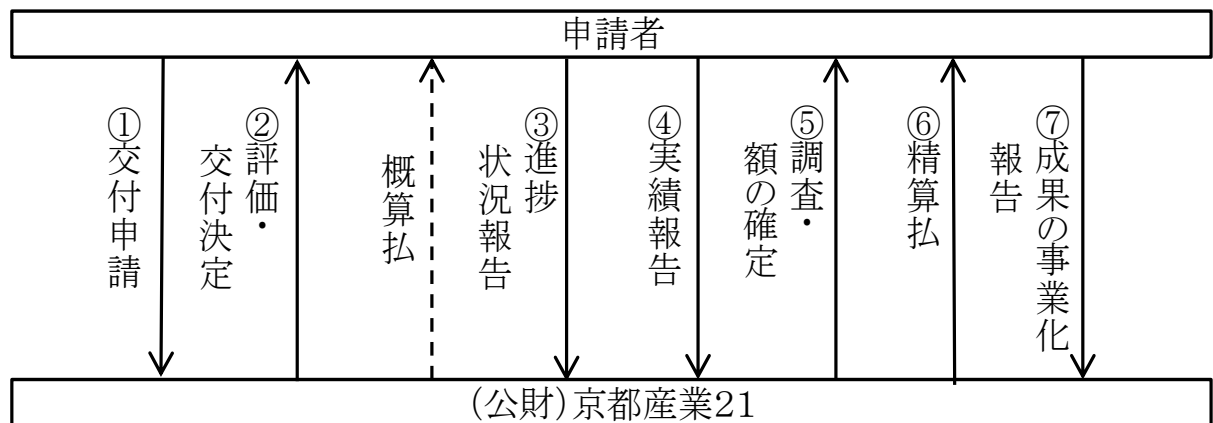 申請者
①交付申請
②評価・
交付決定
概算払
③進捗
状況報告
④実績報告
⑤調査・
額の確定
⑥精算払
⑦成果の事業化
報告
(公財)京都産業21